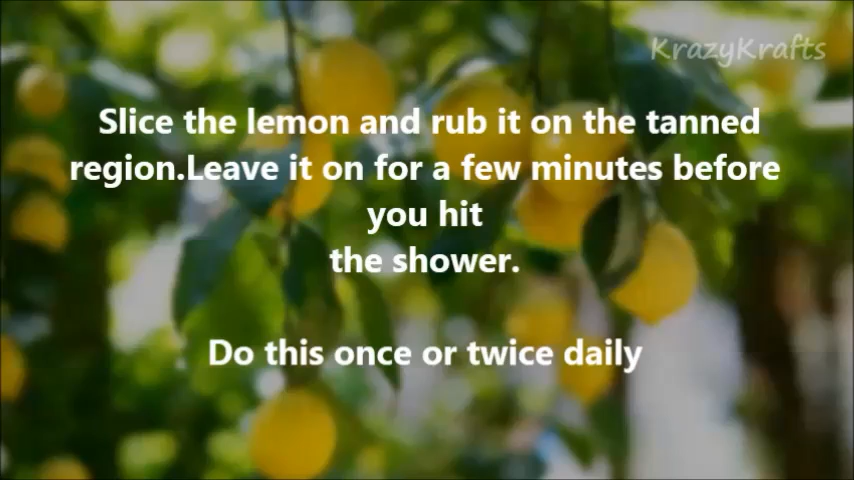 KrazyKrafts
Slice the lemon and rub it on the tanned
region.Leave it on for a few minutes before
you hit
the shower.
Do this once or twice daily